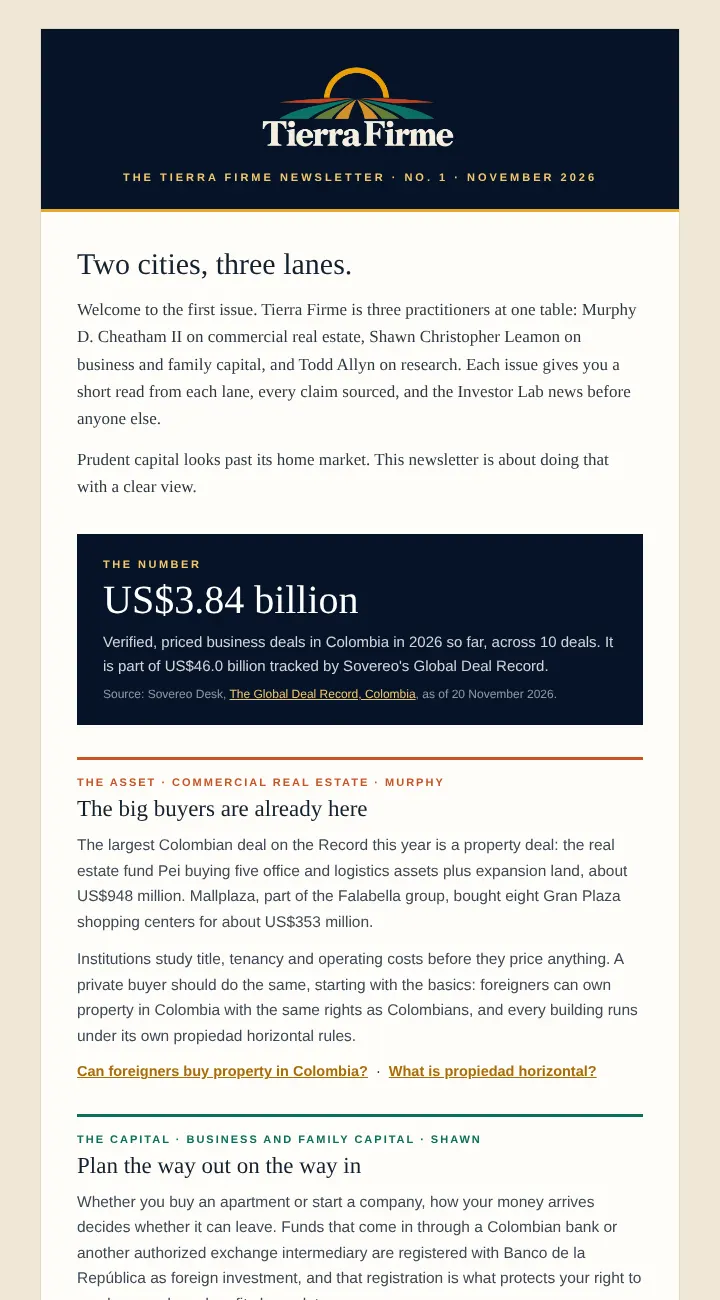 Tierra Firme
THE TIERRA FIRME NEWSLETTER · NO. 1 · NOVEMBER 2026
Two cities, three lanes.
Welcome to the first issue. Tierra Firme is three practitioners at one table: Murphy
D. Cheatham II on commercial real estate, Shawn Christopher Leamon on
business and family capital, and Todd Allyn on research. Each issue gives you a
short read from each lane, every claim sourced, and the Investor Lab news before
anyone else.
Prudent capital looks past its home market. This newsletter is about doing that
with a clear view.
THE NUMBER
US$3.84 billion
Verified, priced business deals in Colombia in 2026 so far, across 10 deals. It
is part of US$46.0 billion tracked by Sovereo's Global Deal Record.
Source: Sovereo Desk, The Global Deal Record, Colombia, as of 20 November 2026.
THE ASSET · COMMERCIAL REAL ESTATE · MURPHY
The big buyers are already here
The largest Colombian deal on the Record this year is a property deal: the real
estate fund Pei buying five office and logistics assets plus expansion land, about
US$948 million. Mallplaza, part of the Falabella group, bought eight Gran Plaza
shopping centers for about US$353 million.
Institutions study title, tenancy and operating costs before they price anything. A
private buyer should do the same, starting with the basics: foreigners can own
property in Colombia with the same rights as Colombians, and every building runs
under its own propiedad horizontal rules.
Can foreigners buy property in Colombia? · What is propiedad horizontal?
THE CAPITAL · BUSINESS AND FAMILY CAPITAL · SHAWN
Plan the way out on the way in
Whether you buy an apartment or start a company, how your money arrives
decides whether it can leave. Funds that come in through a Colombian bank or
another authorized exchange intermediary are registered with Banco de la
República as foreign investment, and that registration is what protects your right to